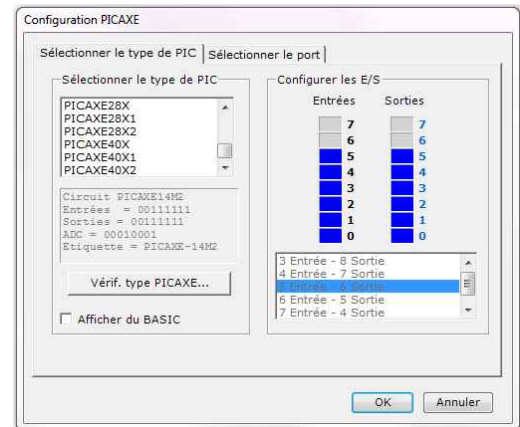 Configuration PICAXE
Sélectionner le type de PIC
Sélectionner le port
Sélectionner le type de PIC
PICAXE28X
PICAXE28X1
PICAXE28X2
PICAXE40X
PICAXE40X1
PICAXE40X2
Circuit PICAXE14M2
Entrées = 00111111
Sorties = 00111111
ADC = 00010001
Etiquette = PICAXE-14M2
Vérif. type PICAXE...
Afficher du BASIC
Configurer les E/S
Entrées Sorties
7 7
6 6
5 5
4 4
3 3
2 2
1 1
0 0
3 Entrée - 8 Sortie
4 Entrée - 7 Sortie
Entrée - 6 Sortie
6 Entrée - 5 Sortie
7 Entrée - 4 Sortie
OK Annuler